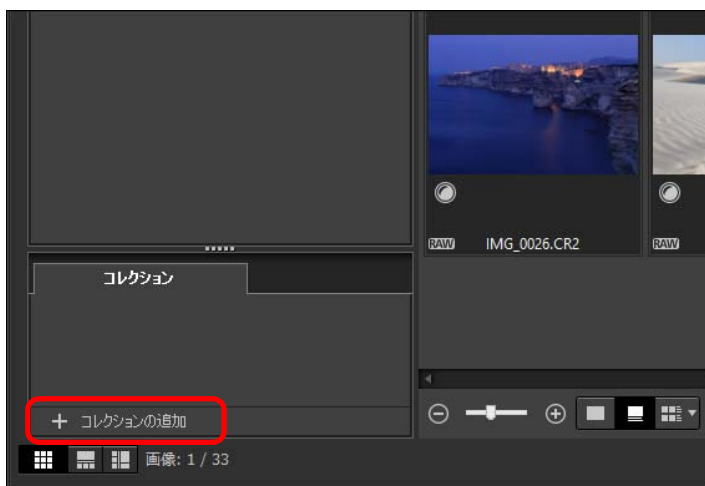 RAW
IMG_0026.CR2
RAW
コレクション
コレクションの追加
画像: 1 / 33